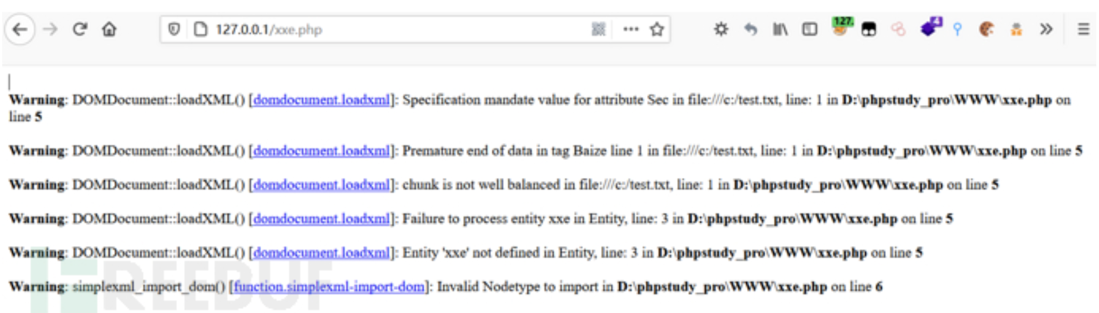 127.0.0.1/xxe.php
127.
4
Warning: DOMDocument::loadXML() [domdocument.loadxml]: Specification mandate value for attribute Sec in file:///c:/test.txt, line: 1 in D:\phpstudy_pro\WWW\xxe.php on
line 5
Warning: DOMDocument::loadXML() [domdocument.loadxml]: Premature end of data in tag Baize line 1 in file:///c:/test.txt, line: 1 in D:\phpstudy_pro\WWW\xxe.php on line 5
Warning: DOMDocument::loadXML() [domdocument.loadxml]: chunk is not well balanced in file:///c:/test.txt, line: 1 in D:\phpstudy_pro\WWW\xxe.php on line 5
Warning: DOMDocument::loadXML() [domdocument.loadxml]: Failure to process entity xxe in Entity, line: 3 in D:\phpstudy_pro\WWW\xxe.php on line 5
Warning: DOMDocument::loadXML() [domdocument.loadxml]: Entity 'xxe' not defined in Entity, line: 3 in D:\phpstudy_pro\WWW\xxe.php on line 5
Warning: simplexml_import_dom() [function.simplexml-import-dom]: Invalid Nodetype to import in D:\phpstudy_pro\WWW\xxe.php on line 6
FREEBUF